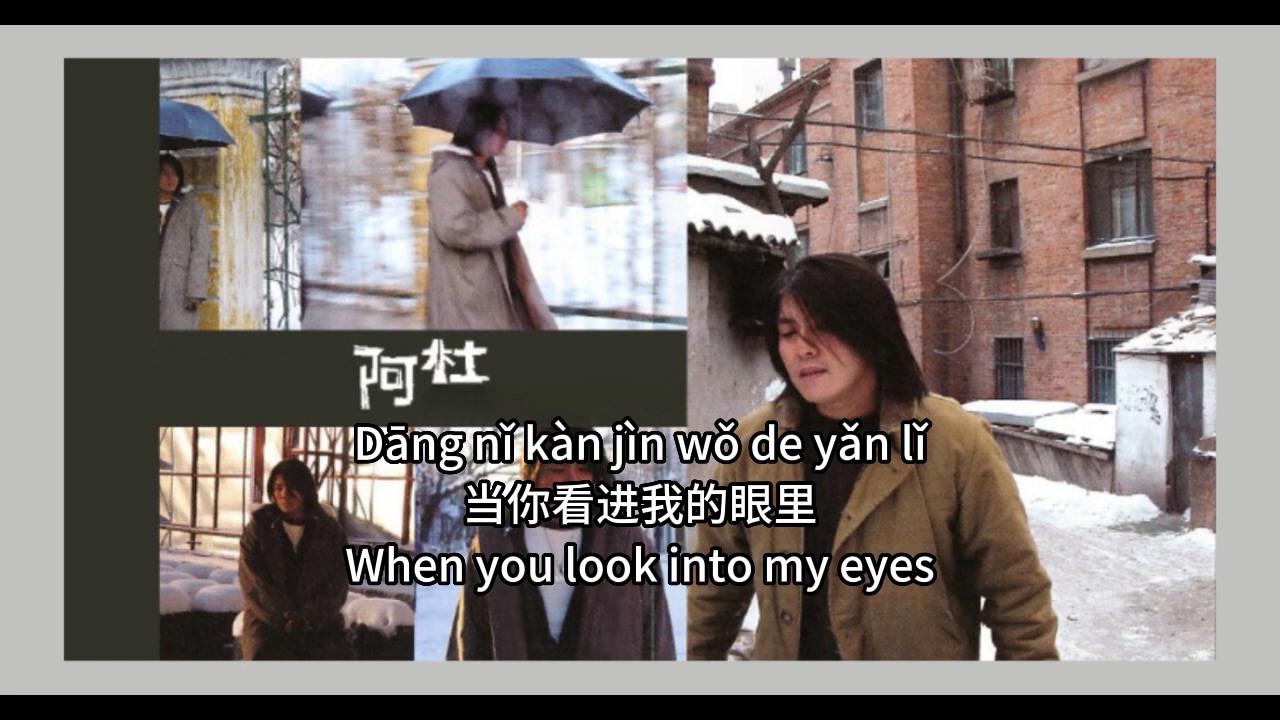 阿杜
Dāng nǐ kàn jìn wǒ de yǎn lǐ
当你看进我的眼里
When you look into my eyes